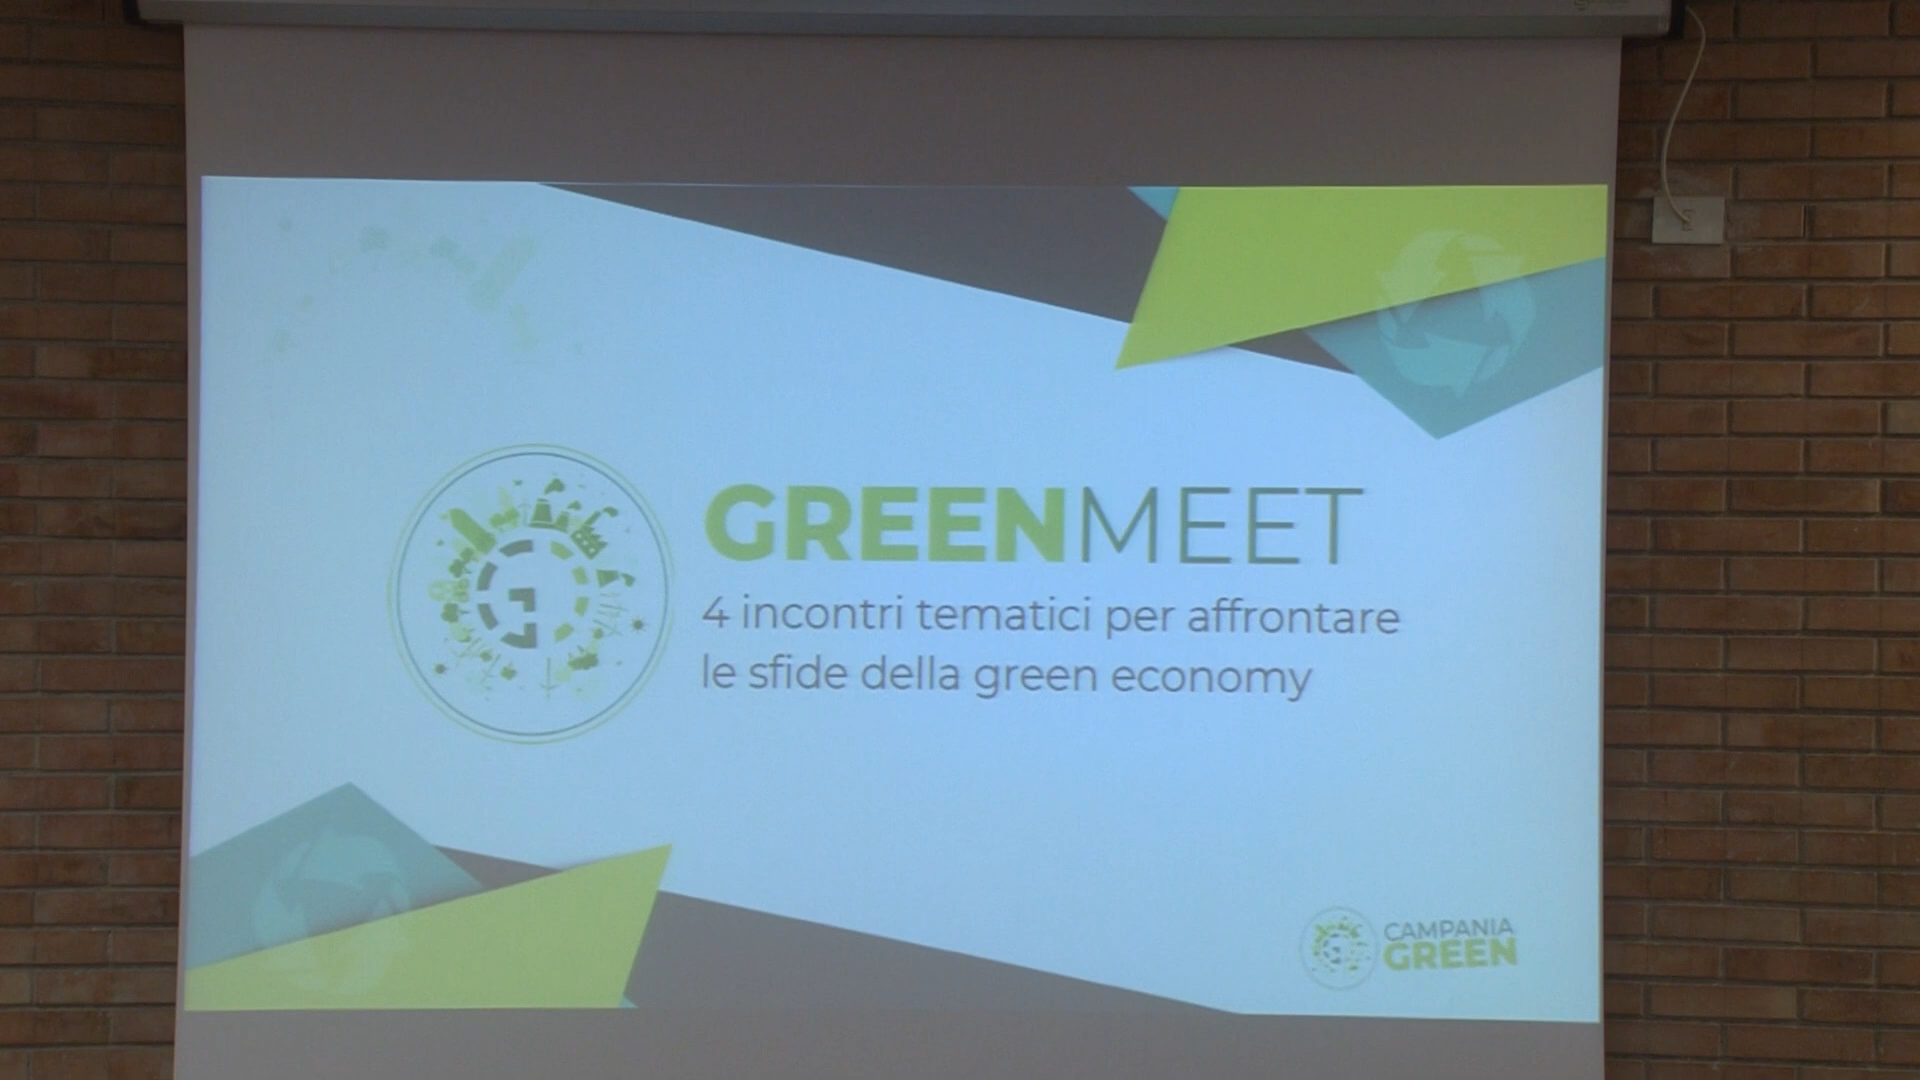 GREENMEET
4 incontri tematici per affrontare
le sfide della green economy
CAMPANIA
GREEN